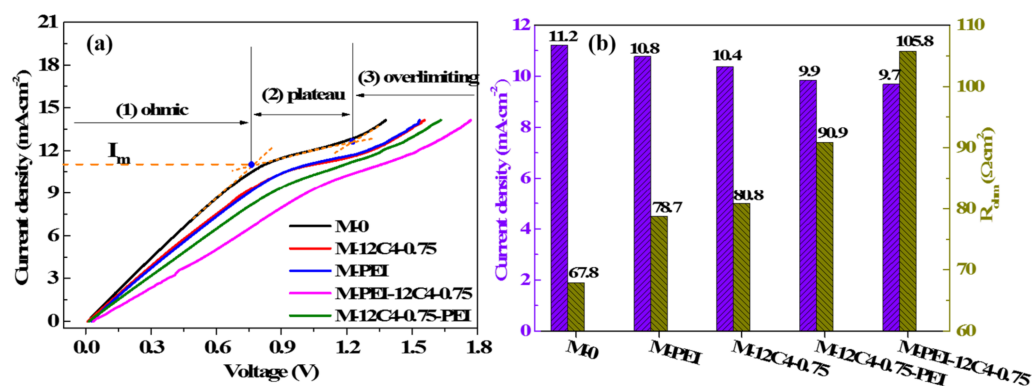 (a)
(1) ohmic
(2) plateau
(3) overlimiting
Iₘ
M-0
M-12C4-0.75
M-PEI
M-PEI-12C4-0.75
M-12C4-0.75-PEI
Current density (mA·cm⁻²)
21
18
15
12
9
6
3
0
0.0 0.3 0.6 0.9 1.2 1.5 1.8
Voltage (V)
(b)
Current density (mA·cm⁻²)
12
10
8
6
4
2
0
11.2
10.8
10.4
9.9
9.7
67.8
78.7
80.8
90.9
105.8
110
100
90
80
70
60
Rₒₕₘ (Ωcm²)
M-0
M-PEI
M-12C4-0.75
M-12C4-0.75-PEI
M-PEI-12C4-0.75